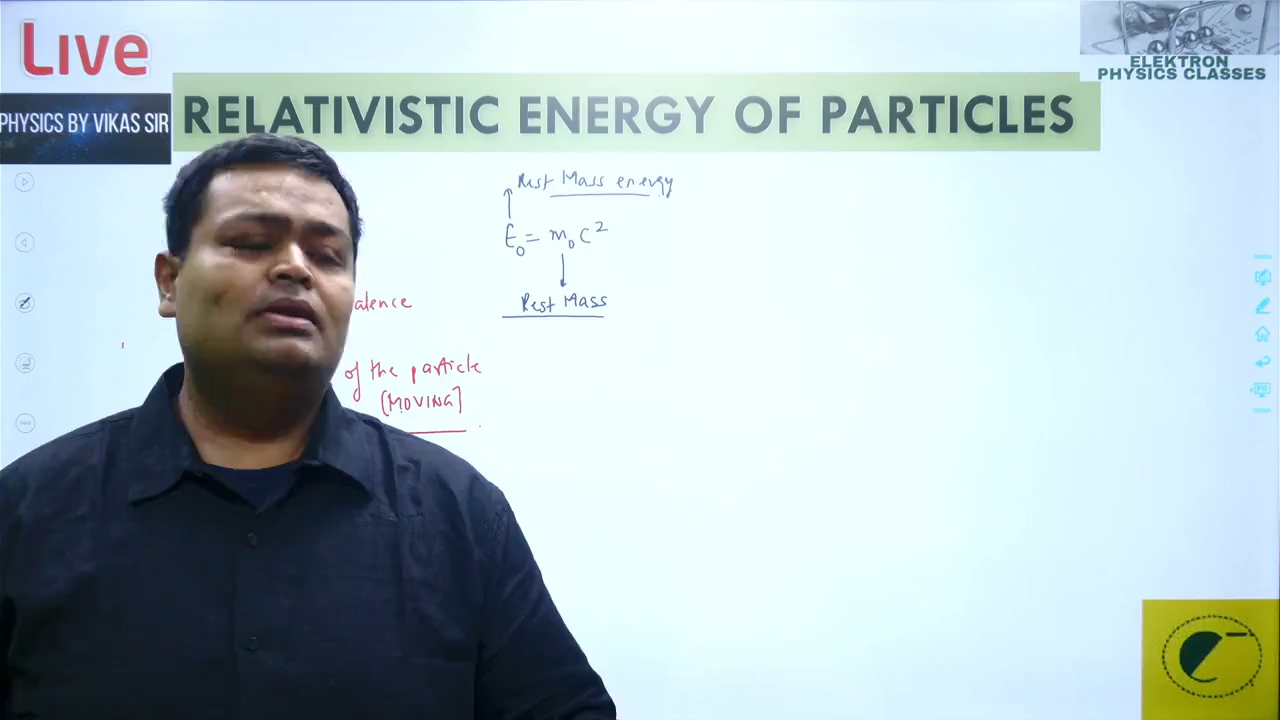 LIVE
ELEKTRON
PHYSICS CLASSES
PHYSICS BY VIKAS SIR
RELATIVISTIC ENERGY OF PARTICLES
Rest Mass energy
E₀ = m₀c²
Rest Mass
alence
of the particle
[MOVING]